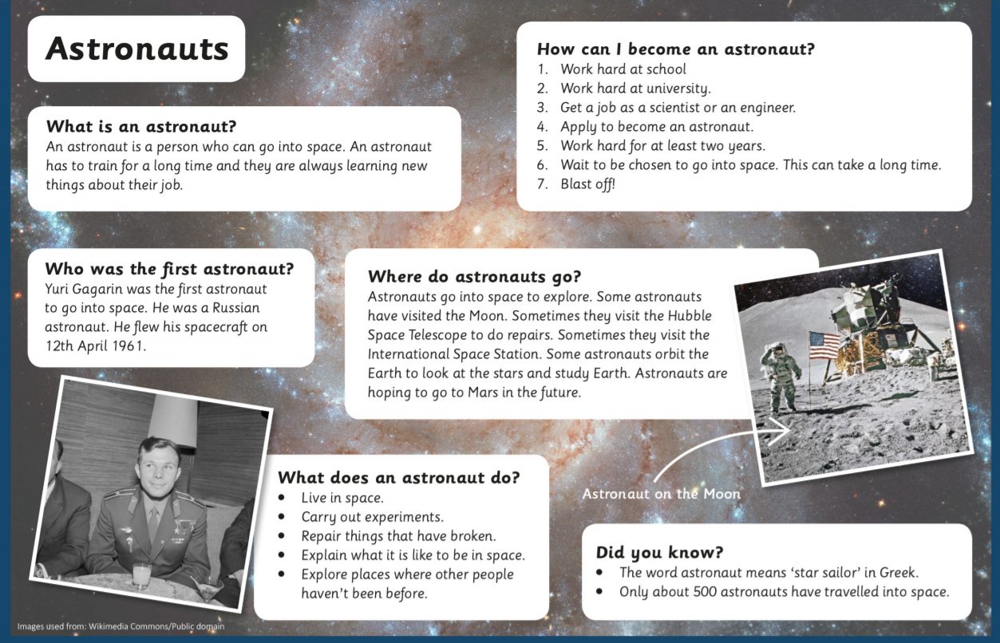 Astronauts
What is an astronaut?
An astronaut is a person who can go into space. An astronaut
has to train for a long time and they are always learning new
things about their job.
How can I become an astronaut?
1. Work hard at school
2. Work hard at university.
3. Get a job as a scientist or an engineer.
4. Apply to become an astronaut.
5. Work hard for at least two years.
6. Wait to be chosen to go into space. This can take a long time.
7. Blast off!
Who was the first astronaut?
Yuri Gagarin was the first astronaut
to go into space. He was a Russian
astronaut. He flew his spacecraft on
12th April 1961.
Where do astronauts go?
Astronauts go into space to explore. Some astronauts
have visited the Moon. Sometimes they visit the Hubble
Space Telescope to do repairs. Sometimes they visit the
International Space Station. Some astronauts orbit the
Earth to look at the stars and study Earth. Astronauts are
hoping to go to Mars in the future.
Astronaut on the Moon
What does an astronaut do?
• Live in space.
• Carry out experiments.
• Repair things that have broken.
• Explain what it is like to be in space.
• Explore places where other people
haven't been before.
Did you know?
• The word astronaut means 'star sailor' in Greek.
• Only about 500 astronauts have travelled into space.
Images used from: Wikimedia Commons/Public domain